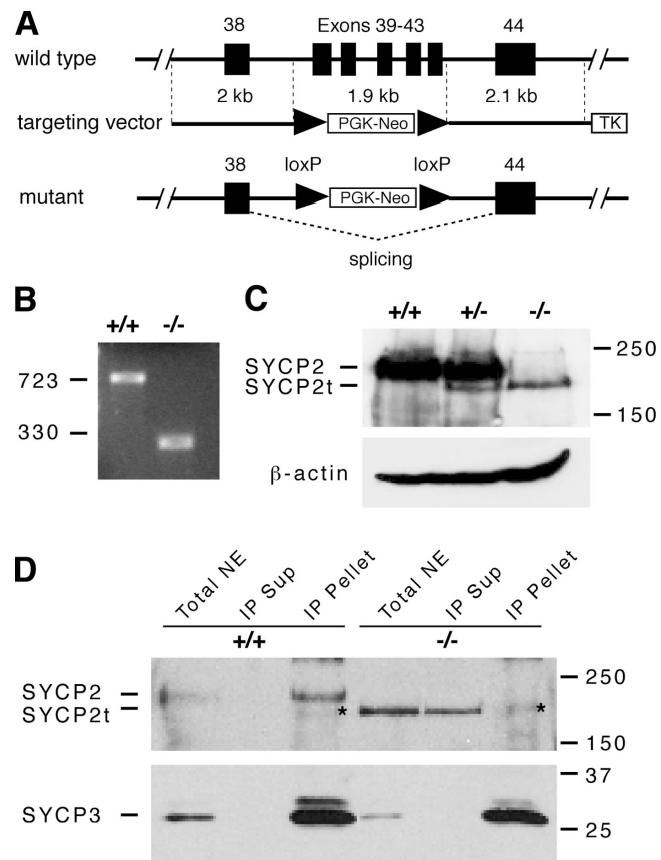 A
38 Exons 39-43 44
wild type
2 kb 1.9 kb 2.1 kb
targeting vector PGK-Neo TK
38 loxP loxP 44
mutant PGK-Neo
splicing
B
+/+ -/-
723
330
C
+/+ +/- -/-
SYCP2 250
SYCP2t
150
β-actin
D
Total NE IP Sup IP Pellet Total NE IP Sup IP Pellet
+/+ -/-
SYCP2 250
SYCP2t * *
150
37
SYCP3
25